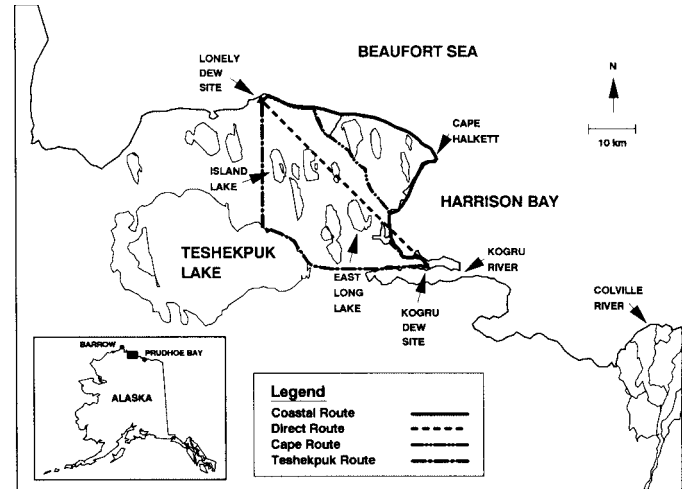 BEAUFORT SEA
LONELY
DEW
SITE
N
10 km
CAPE
HALKETT
ISLAND
LAKE
HARRISON BAY
TESHEKPUK
LAKE
EAST
LONG
LAKE
KOGRU
RIVER
KOGRU
DEW
SITE
COLVILLE
RIVER
BARROW
PRUDHOE BAY
ALASKA
Legend
Coastal Route
Direct Route
Cape Route
Teshekpuk Route